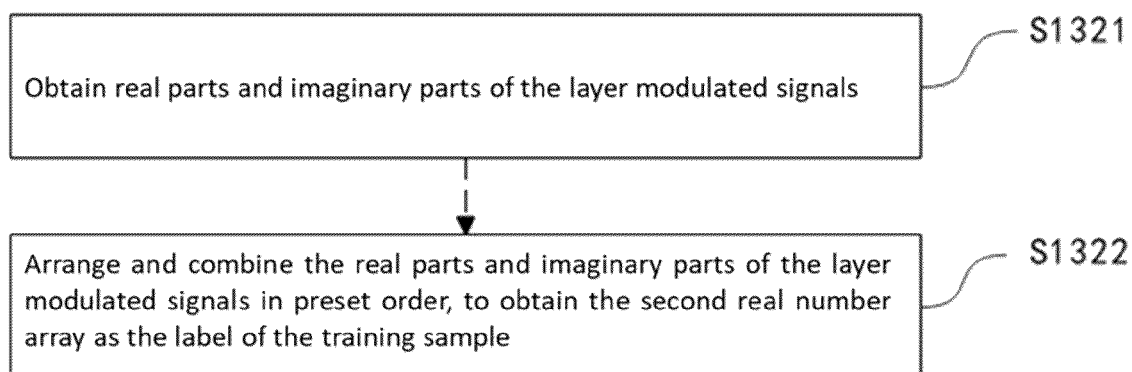 S1321
Obtain real parts and imaginary parts of the layer modulated signals
S1322
Arrange and combine the real parts and imaginary parts of the layer
modulated signals in preset order, to obtain the second real number
array as the label of the training sample